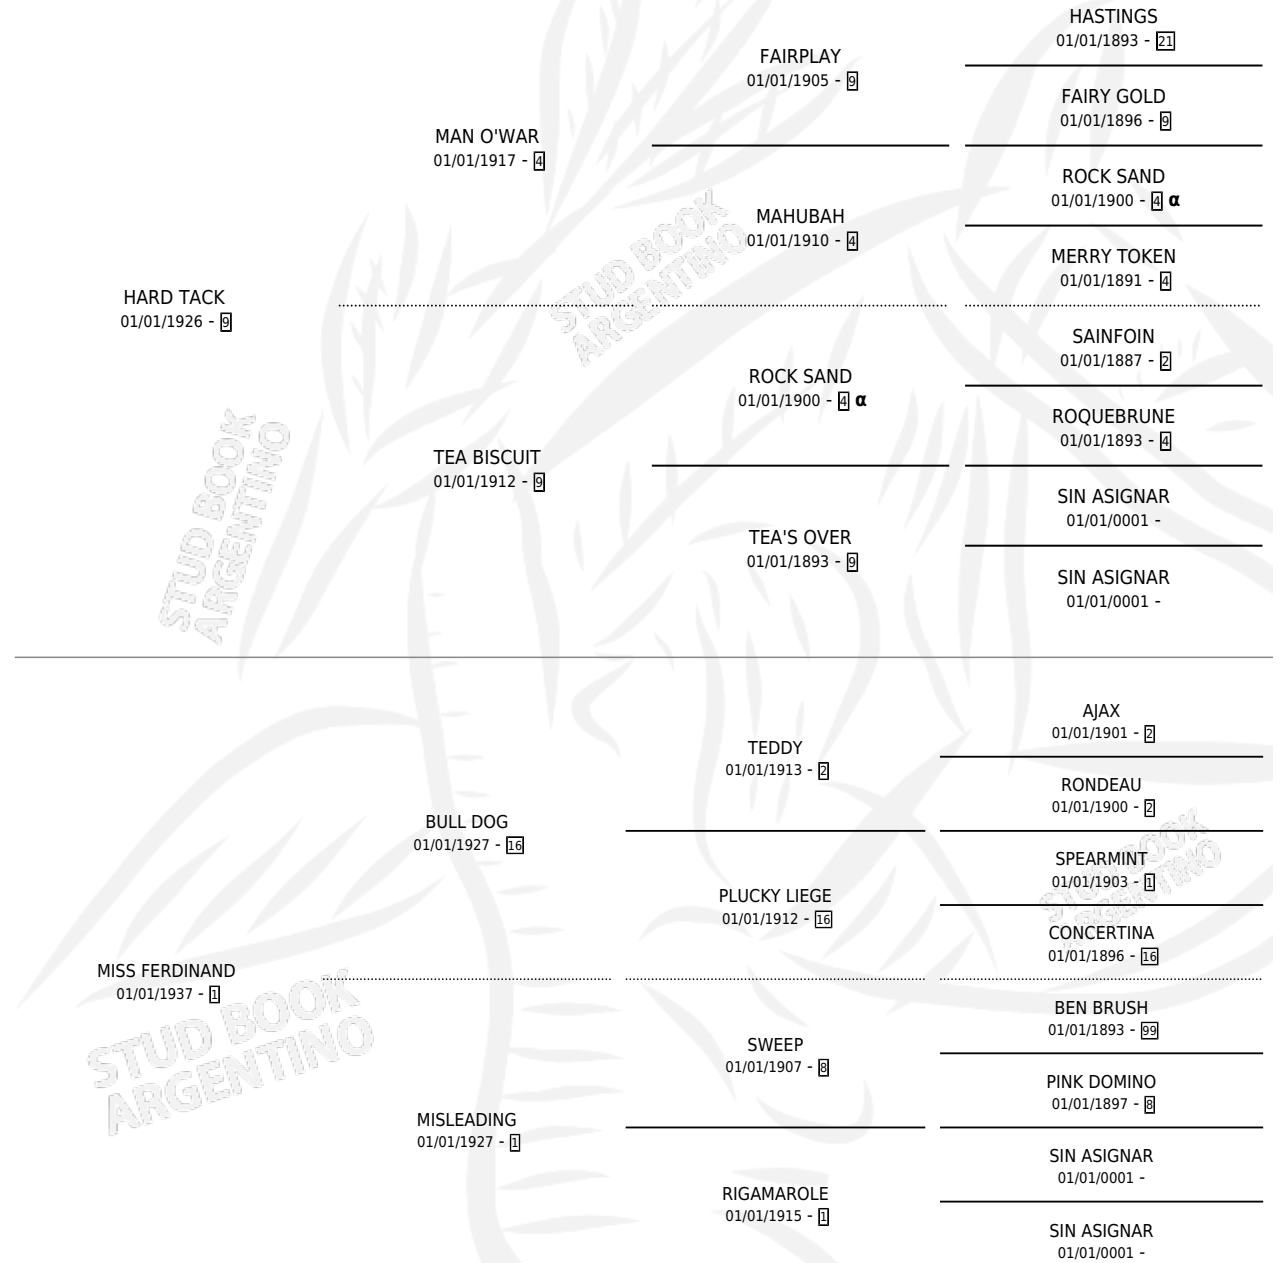 HASTINGS
01/01/1893 - 21
FAIRPLAY
01/01/1905 - 9
FAIRY GOLD
01/01/1896 - 9
MAN O'WAR
01/01/1917 - 4
ROCK SAND
01/01/1900 - 4 α
MAHUBAH
01/01/1910 - 4
MERRY TOKEN
01/01/1891 - 4
HARD TACK
01/01/1926 - 9
SAINFOIN
01/01/1887 - 2
ROCK SAND
01/01/1900 - 4 α
ROQUEBRUNE
01/01/1893 - 4
TEA BISCUIT
01/01/1912 - 9
SIN ASIGNAR
01/01/0001 -
TEA'S OVER
01/01/1893 - 9
SIN ASIGNAR
01/01/0001 -
AJAX
01/01/1901 - 2
TEDDY
01/01/1913 - 2
RONDEAU
01/01/1900 - 2
BULL DOG
01/01/1927 - 16
SPEARMINT
01/01/1903 - 1
PLUCKY LIEGE
01/01/1912 - 16
CONCERTINA
01/01/1896 - 16
MISS FERDINAND
01/01/1937 - 1
BEN BRUSH
01/01/1893 - 99
SWEEP
01/01/1907 - 8
PINK DOMINO
01/01/1897 - 8
MISLEADING
01/01/1927 - 1
SIN ASIGNAR
01/01/0001 -
RIGAMAROLE
01/01/1915 - 1
SIN ASIGNAR
01/01/0001 -
STUD BOOK
ARGENTINO
STUD BOOK
ARGENTINO
STUD BOOK
ARGENTINO
STUD BOOK
ARGENTINO